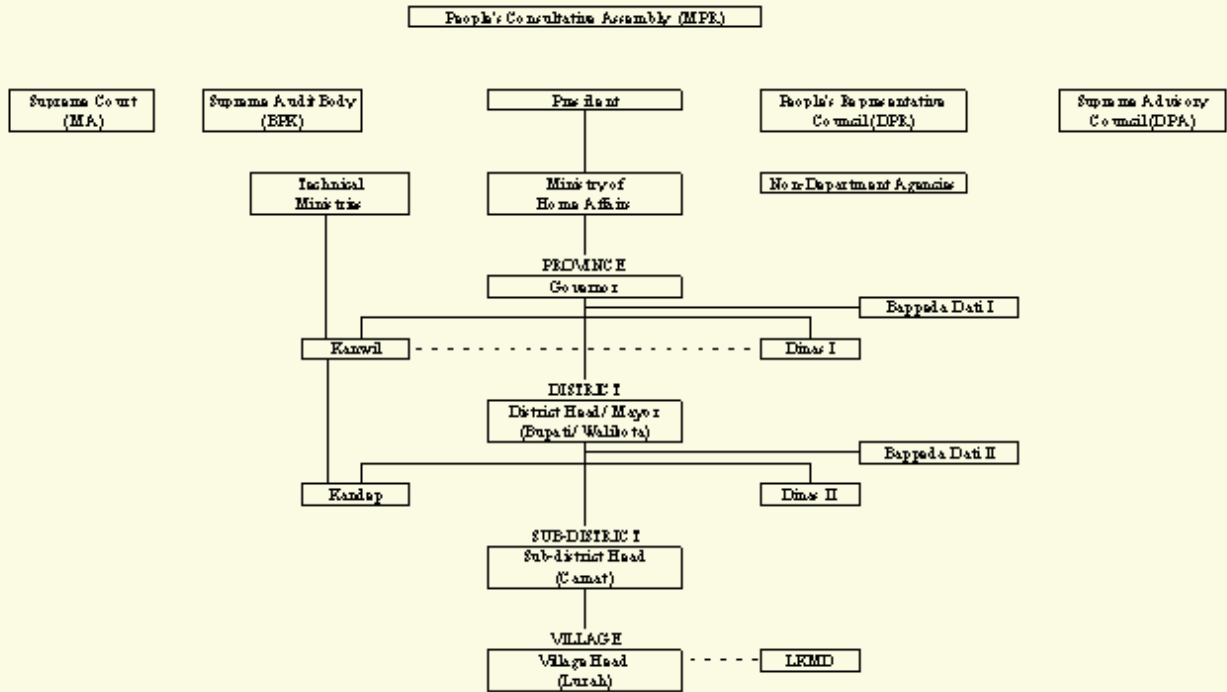 People's Consultative Assembly (MPR)
Supreme Court
(MA)
Supreme Audit Body
(BPK)
President
People's Representative
Council(DPR)
Supreme Advisory
Council(DPA)
Technical
Ministries
Ministry of
Home Affairs
Non-Department Agencies
PROVINCE
Governor
Bappeda Dati I
Kanwil
Dinas I
DISTRICT
District Head/ Mayor
(Bupati/ Walikota)
Bappeda Dati II
Kandep
Dinas II
SUB-DISTRICT
Sub-district Head
(Camat)
VILLAGE
Village Head
(Lurah)
LKMD